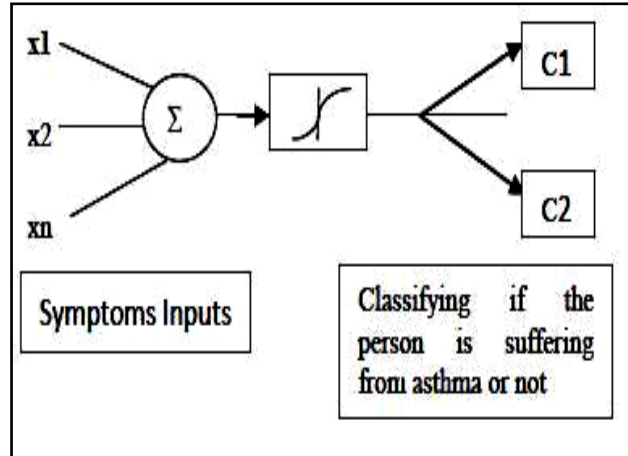 x1
x2
xn
Σ
C1
C2
Symptoms Inputs
Classifying if the
person is suffering
from asthma or not